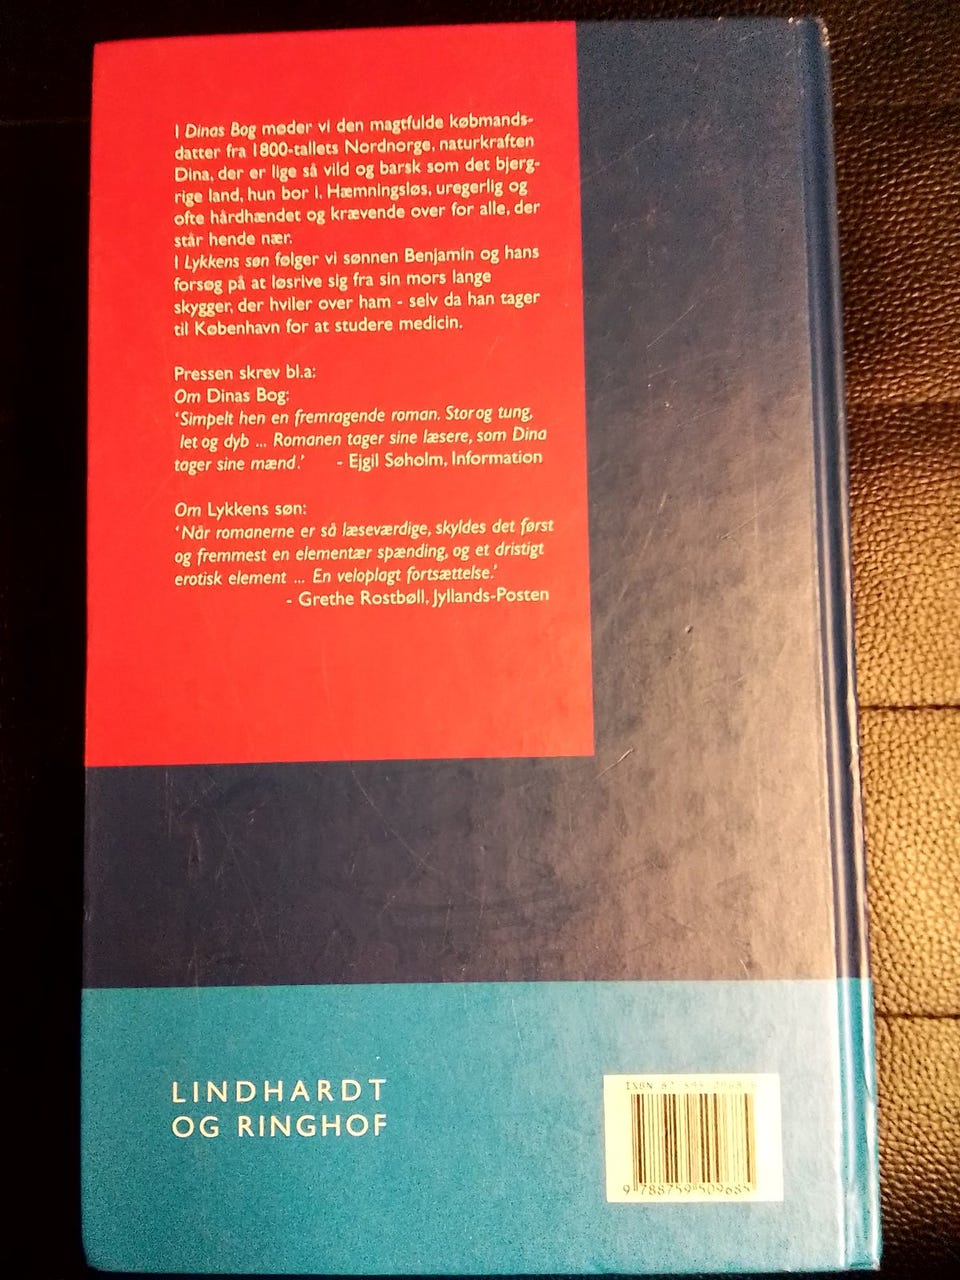 I Dinas Bog møder vi den magtfulde købmands-
datter fra 1800-tallets Nordnorge, naturkraften
Dina, der er lige så vild og barsk som det bjerg-
rige land, hun bor i. Hæmningsløs, uregerlig og
ofte hårdhændet og krævende over for alle, der
står hende nær.
I Lykkens søn følger vi sønnen Benjamin og hans
forsøg på at løsrive sig fra sin mors lange
skygger, der hviler over ham - selv da han tager
til København for at studere medicin.
Pressen skrev bl.a:
Om Dinas Bog:
'Simpelt hen en fremragende roman. Stor og tung,
let og dyb ... Romanen tager sine læsere, som Dina
tager sine mænd.' - Ejgil Søholm, Information
Om Lykkens søn:
'Når romanerne er så læseværdige, skyldes det først
og fremmest en elementær spænding, og et dristigt
erotisk element ... En veloplagt fortsættelse.'
- Grethe Rostbøll, Jyllands-Posten
LINDHARDT
OG RINGHOF
ISBN 87
9 788759 509685